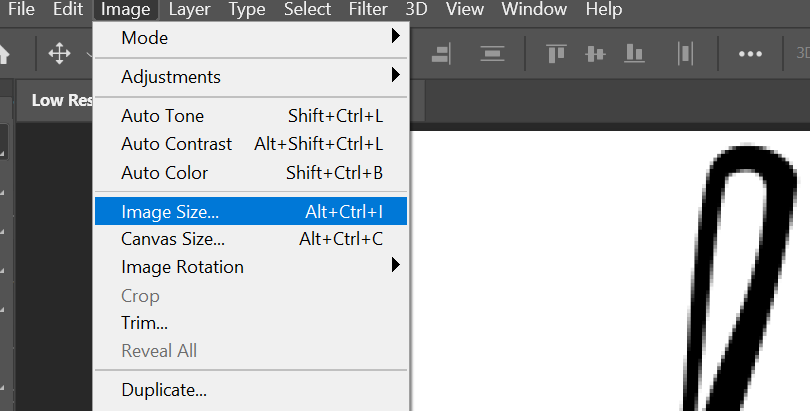 File Edit Image Layer Type Select Filter 3D View Window Help
Mode
Adjustments
3D
Low Res
Auto Tone Shift+Ctrl+L
Auto Contrast Alt+Shift+Ctrl+L
Auto Color Shift+Ctrl+B
Image Size... Alt+Ctrl+I
Canvas Size... Alt+Ctrl+C
Image Rotation
Crop
Trim...
Reveal All
Duplicate...